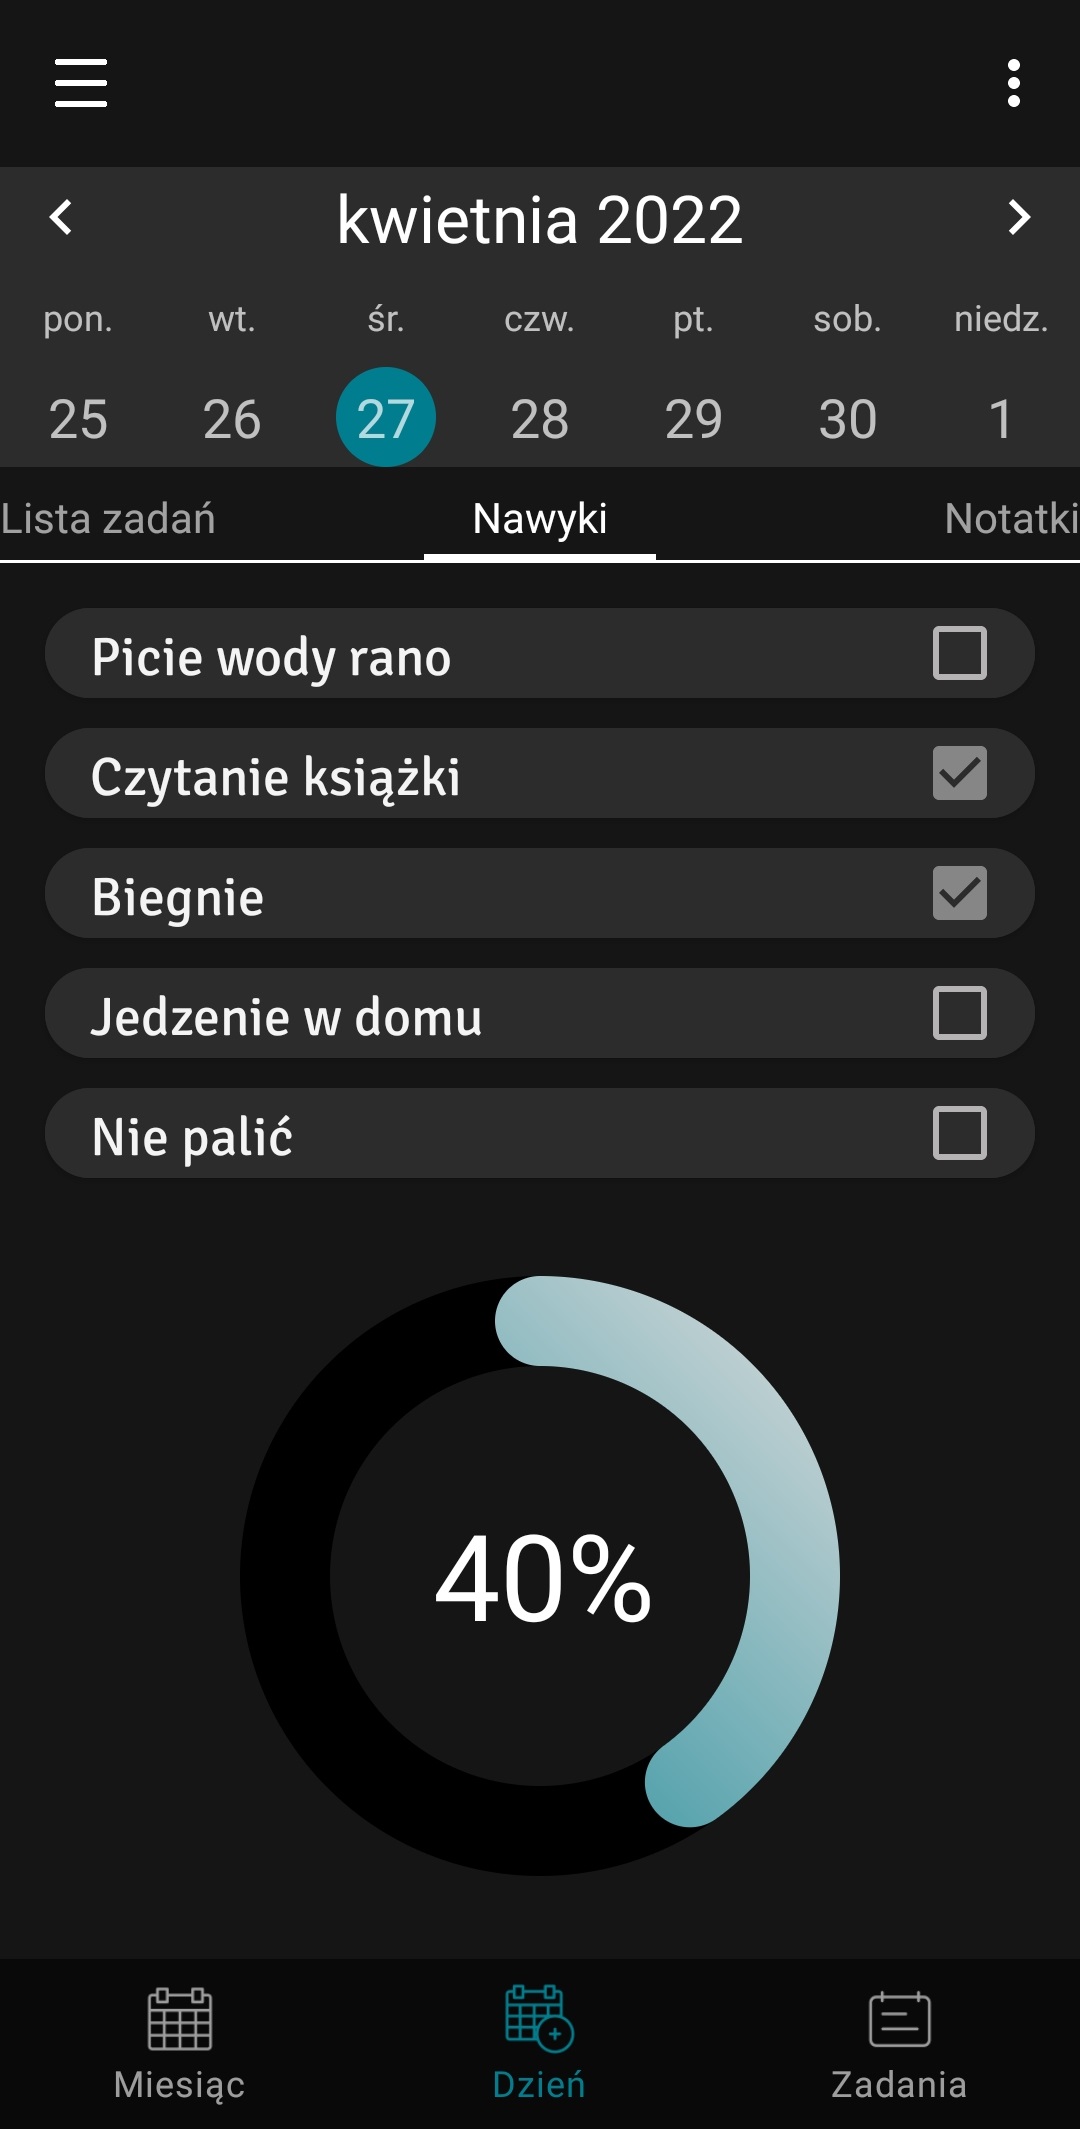 kwietnia 2022
pon. wt. śr. czw. pt. sob. niedz.
25 26 27 28 29 30 1
Lista zadań Nawyki Notatki
Picie wody rano
Czytanie książki
Biegnie
Jedzenie w domu
Nie palić
40%
Miesiąc Dzień Zadania